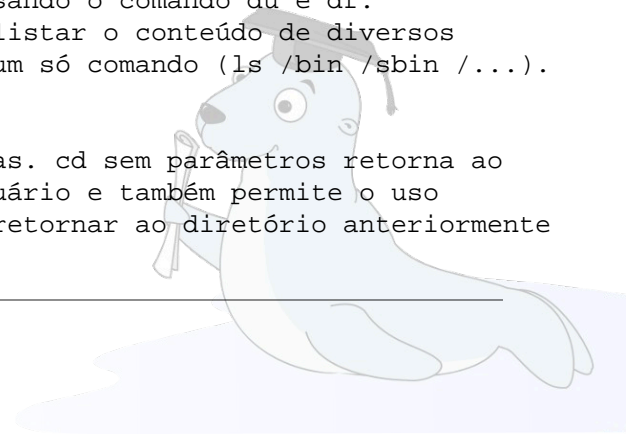 sando o comando du e df.
listar o conteúdo de diversos
um só comando (ls /bin /sbin /...).
as. cd sem parâmetros retorna ao
uário e também permite o uso
retornar ao diretório anteriormente